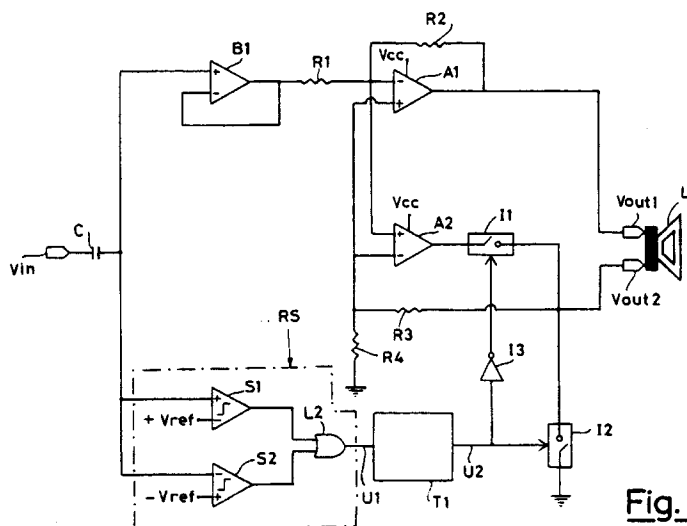 B1
R1
R2
Vcc
A1
Vcc
A2
I1
Vout1
L
Vout2
C
Vin
RS
R3
R4
I3
S1
+Vref
L2
S2
-Vref
U1
T1
U2
I2
Fig.